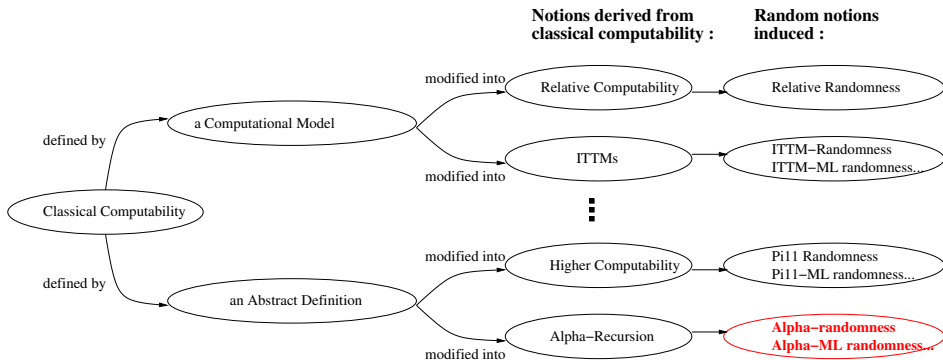 Notions derived from
classical computability :
Random notions
induced :
modified into
Relative Computability
Relative Randomness
a Computational Model
defined by
ITTMs
ITTM−Randomness
ITTM−ML randomness...
modified into
Classical Computability
modified into
Higher Computability
Pi11 Randomness
Pi11−ML randomness...
defined by
an Abstract Definition
Alpha−Recursion
Alpha−randomness
Alpha−ML randomness...
modified into